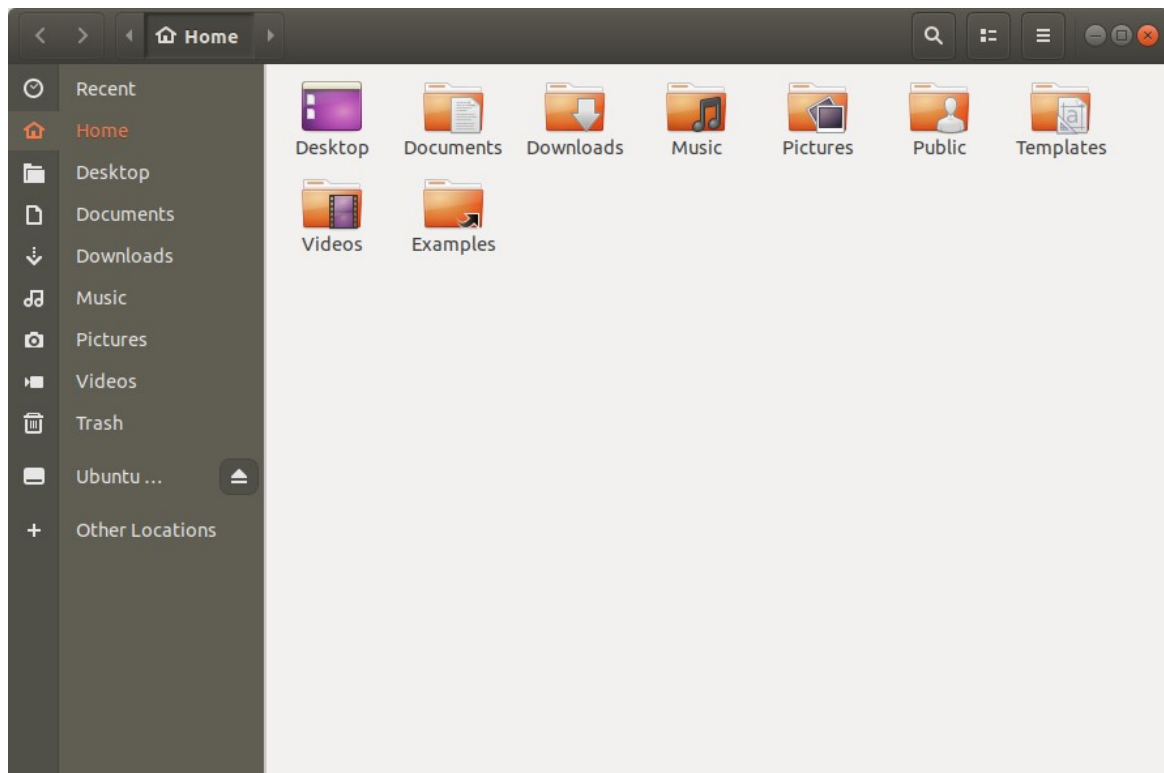 Home
Recent
Home
Desktop
Documents
Downloads
Music
Pictures
Videos
Trash
Ubuntu ...
Other Locations
Desktop Documents Downloads Music Pictures Public Templates
Videos Examples